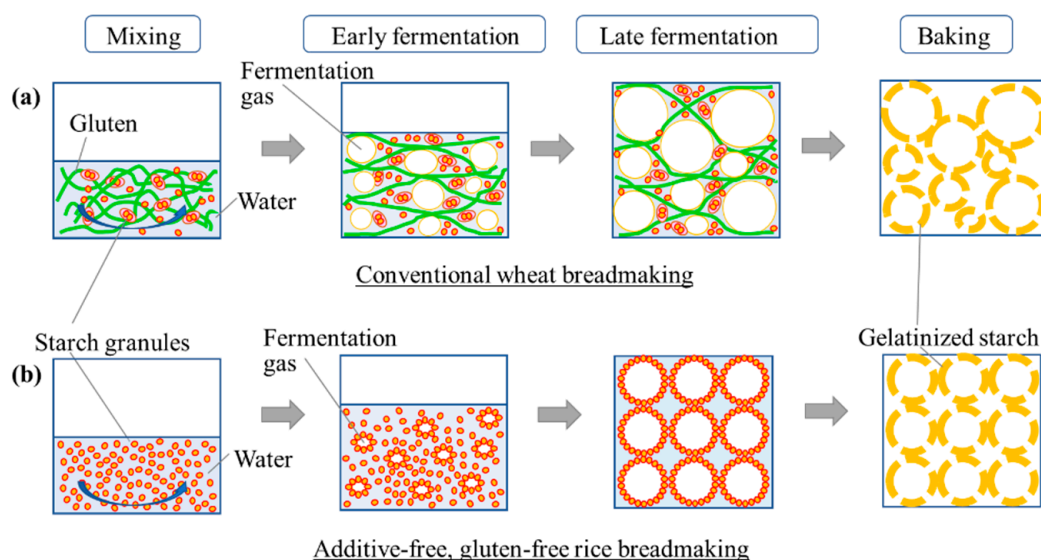 Mixing
Early fermentation
Late fermentation
Baking
(a)
Gluten
Water
Fermentation
gas
Conventional wheat breadmaking
Starch granules
Gelatinized starch
(b)
Water
Fermentation
gas
Additive-free, gluten-free rice breadmaking